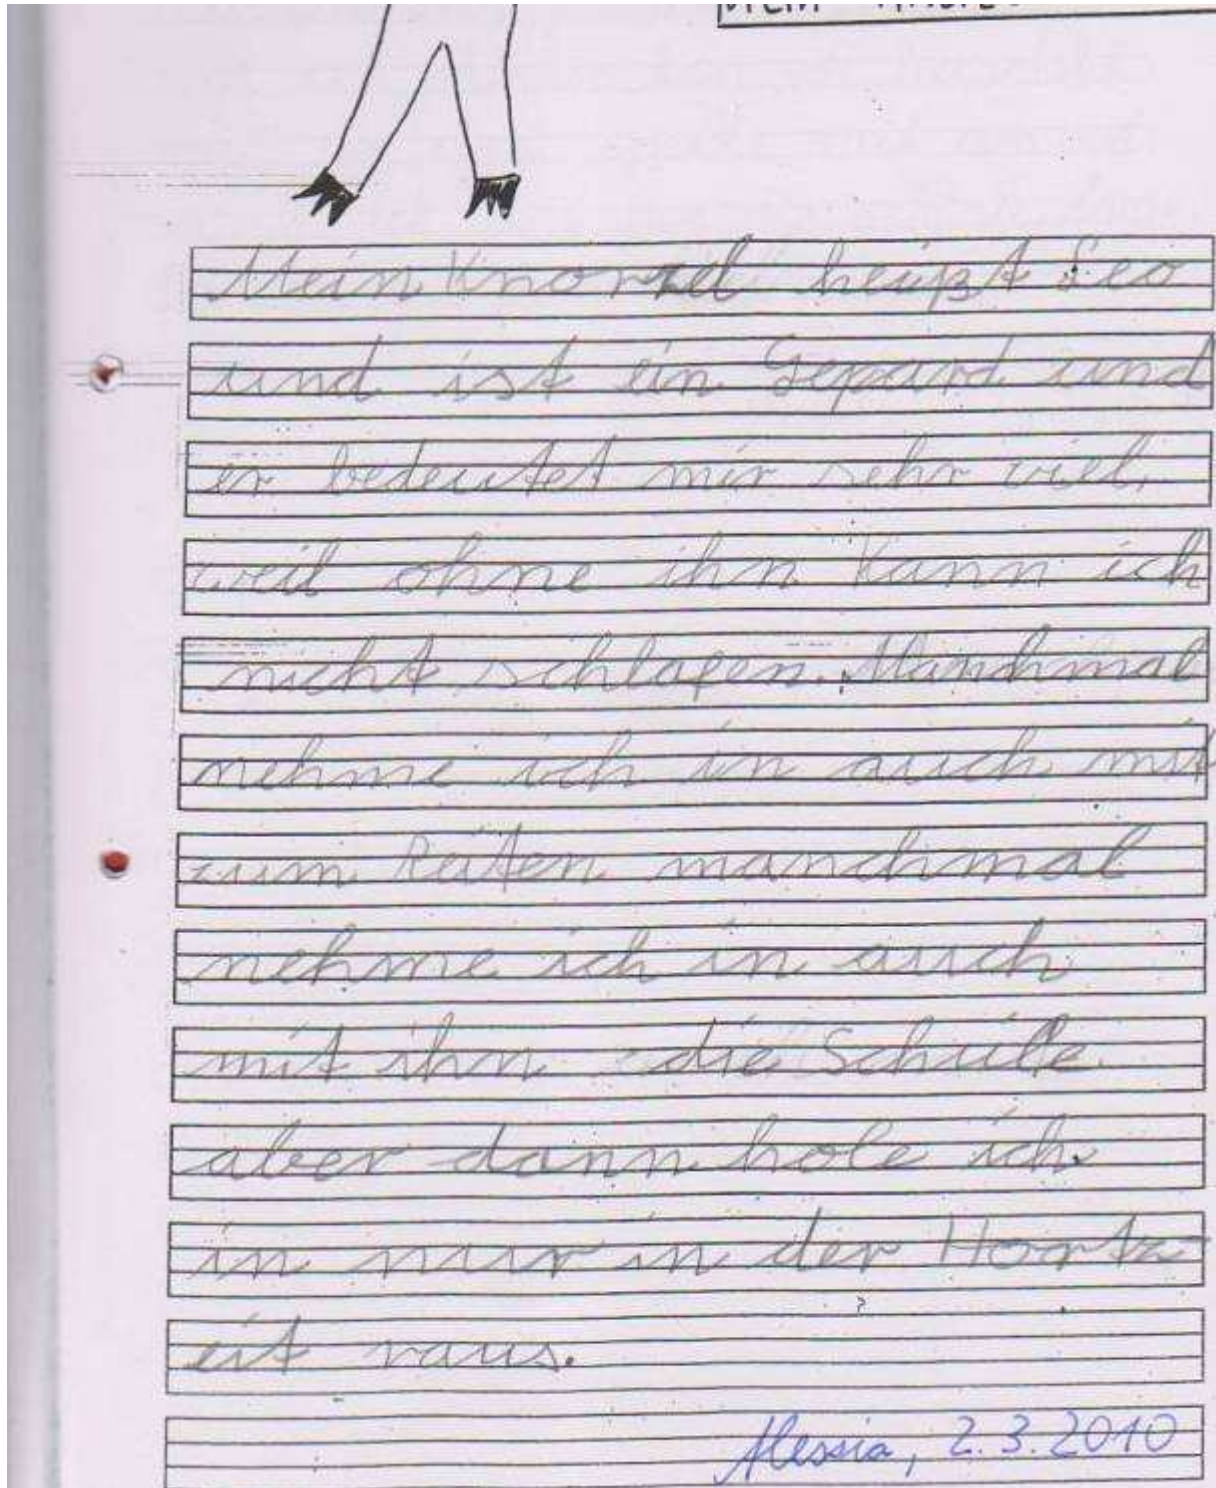 Mein
Mein Knorzel heißt Leo
und ist ein Gepard und
er bedeutet mir sehr viel,
weil ohne ihn kann ich
nicht schlafen. Manchmal
nehme ich in auch mit
zum Reiten manchmal
nehme ich in auch
mit ihn die Schule
aber dann hole ich
in nur in der Hortz-
eit raus.
Alessia, 2.3.2010